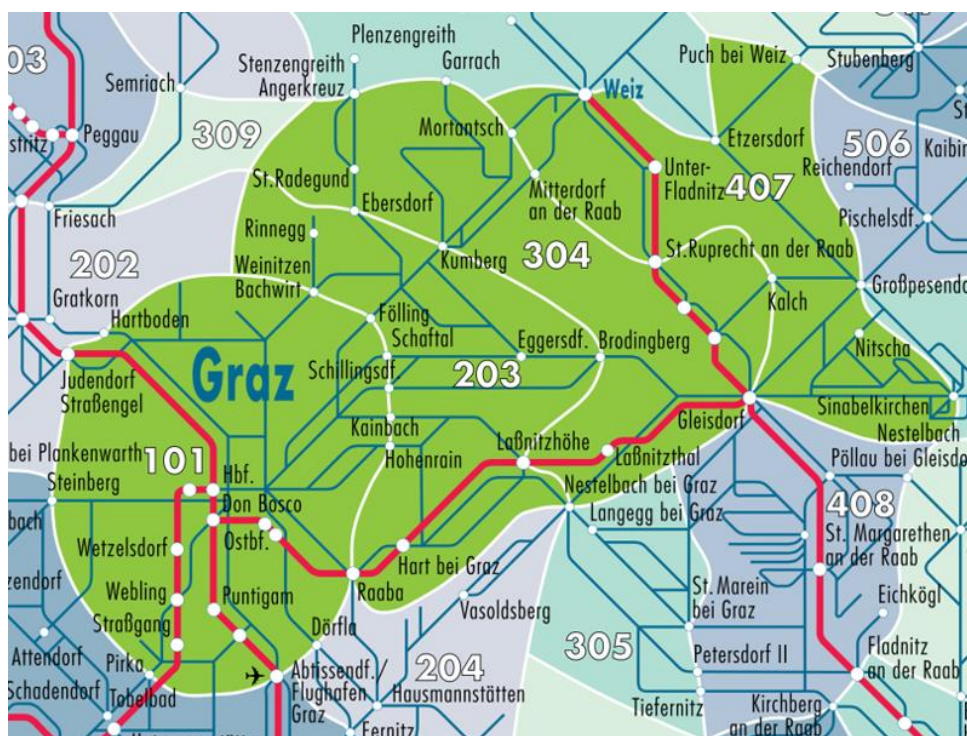 03
Semriach
Plenzengreith
Stenzengreith
Angerkreuz
Garrach
Weiz
Puch bei Weiz
Stubenberg
Peggau
309
Mortantsch
Etzersdorf
506
Reichendorf
St.Radegund
Ebersdorf
Mitterdorf
an der Raab
Unter-
Fladnitz
407
Pischelsdf.
Friesach
Rinnegg
202
Weinitzen
Bachwirt
Kumberg
304
St.Ruprecht an der Raab
Gratkorn
Hartboden
Fölling
Schaftal
Kalch
Judendorf
Straßengel
Graz
Schillingsdf.
203
Eggersdf.
Brodingberg
Nitscha
Kainbach
Gleisdorf
Sinabelkirchen
bei Plankenwarth
101
Hohenrain
Laßnitzhöhe
Laßnitzthal
Nestelbach
Steinberg
Hbf.
Nestelbach bei Graz
Don Bosco
Ostbf.
Langegg bei Graz
408
Wetzelsdorf
Hart bei Graz
St. Margarethen
an der Raab
Webling
Puntigam
Raaba
Vasoldsberg
St. Marein
bei Graz
Eichkögl
Straßgang
Dörfla
305
Attendorf
Pirka
Abtissendf./
Flughafen
Graz
204
Petersdorf II
Fladnitz
an der Raab
Tobelbad
Hausmannstätten
Tiefernitz
Kirchberg
an der Raab
Fernitz